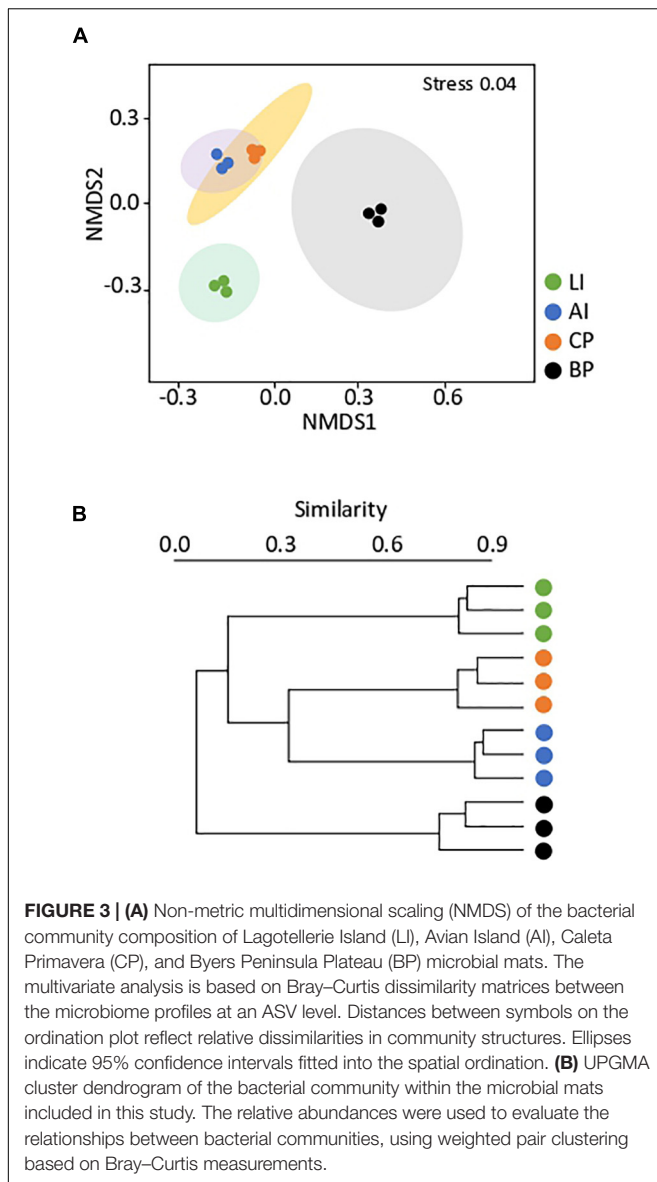 A
Stress 0.04
0.3
0.0
-0.3
NMDS2
-0.3 0.0 0.3 0.6
NMDS1
LI
AI
CP
BP
B
Similarity
0.0 0.3 0.6 0.9
FIGURE 3 | (A) Non-metric multidimensional scaling (NMDS) of the bacterial
community composition of Lagotellerie Island (LI), Avian Island (AI), Caleta
Primavera (CP), and Byers Peninsula Plateau (BP) microbial mats. The
multivariate analysis is based on Bray–Curtis dissimilarity matrices between
the microbiome profiles at an ASV level. Distances between symbols on the
ordination plot reflect relative dissimilarities in community structures. Ellipses
indicate 95% confidence intervals fitted into the spatial ordination. (B) UPGMA
cluster dendrogram of the bacterial community within the microbial mats
included in this study. The relative abundances were used to evaluate the
relationships between bacterial communities, using weighted pair clustering
based on Bray–Curtis measurements.